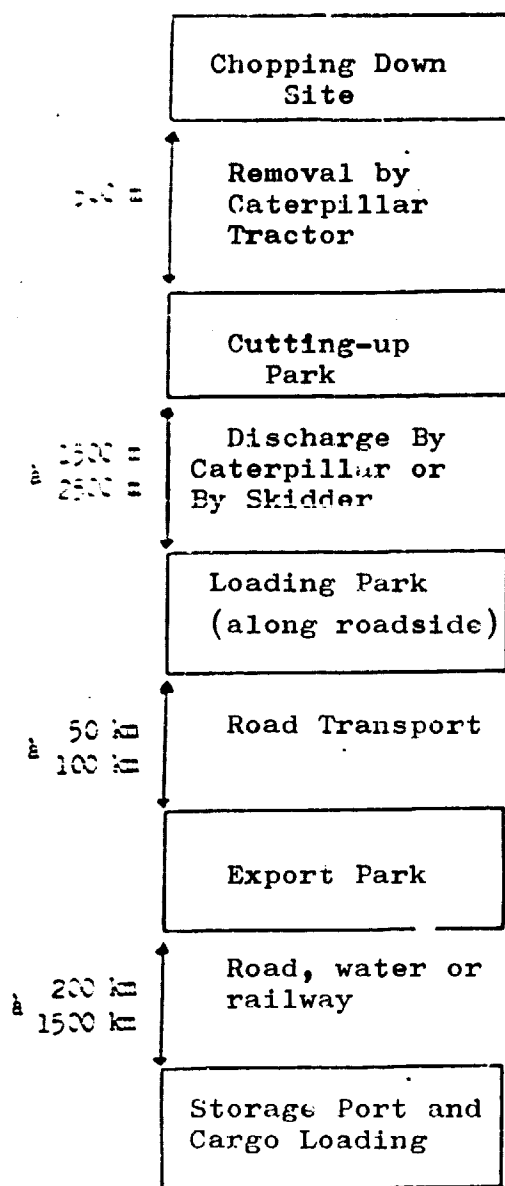 Chopping Down
Site
Removal by
Caterpillar
Tractor
Cutting-up
Park
1500 m
à 2500 m
Discharge By
Caterpillar or
By Skidder
Loading Park
(along roadside)
50 km
à 100 km
Road Transport
Export Park
200 km
à 1500 km
Road, water or
railway
Storage Port and
Cargo Loading